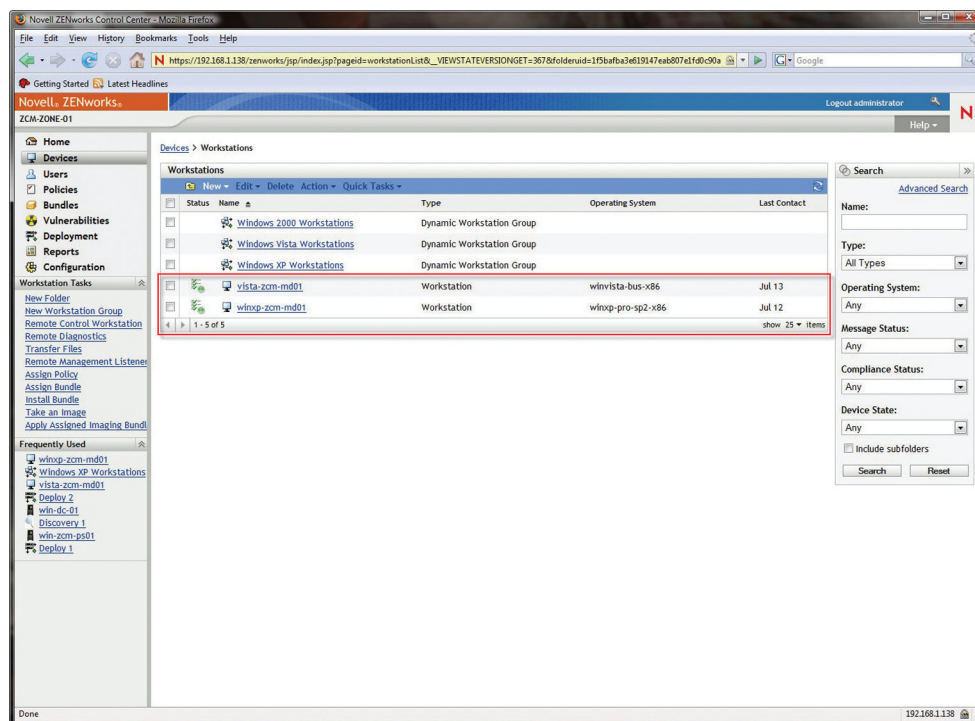 Novell ZENworks Control Center - Mozilla Firefox
File Edit View History Bookmarks Tools Help
N https://192.168.1.138/zenworks/jsp/index.jsp?pageid=workstationList&__VIEWSTATEVERSIONGET=367&folderuid=1f5bafba3e619147eab807e1fd0c90a
G Google
Getting Started Latest Headlines
Novell® ZENworks®
Logout administrator
N
ZCM-ZONE-01
Help
Home
Devices
Users
Policies
Bundles
Vulnerabilities
Deployment
Reports
Configuration
Workstation Tasks
New Folder
New Workstation Group
Remote Control Workstation
Remote Diagnostics
Transfer Files
Remote Management Listener
Assign Policy
Assign Bundle
Install Bundle
Take an Image
Apply Assigned Imaging Bundl
Frequently Used
winxp-zcm-md01
Windows XP Workstations
vista-zcm-md01
Deploy 2
win-dc-01
Discovery 1
win-zcm-ps01
Deploy 1
Devices > Workstations
Workstations
New Edit Delete Action Quick Tasks
Status Name Type Operating System Last Contact
Windows 2000 Workstations Dynamic Workstation Group
Windows Vista Workstations Dynamic Workstation Group
Windows XP Workstations Dynamic Workstation Group
vista-zcm-md01 Workstation winvista-bus-x86 Jul 13
winxp-zcm-md01 Workstation winxp-pro-sp2-x86 Jul 12
1 - 5 of 5 show 25 items
Search
Advanced Search
Name:
Type:
All Types
Operating System:
Any
Message Status:
Any
Compliance Status:
Any
Device State:
Any
Include subfolders
Search Reset
Done
192.168.1.138